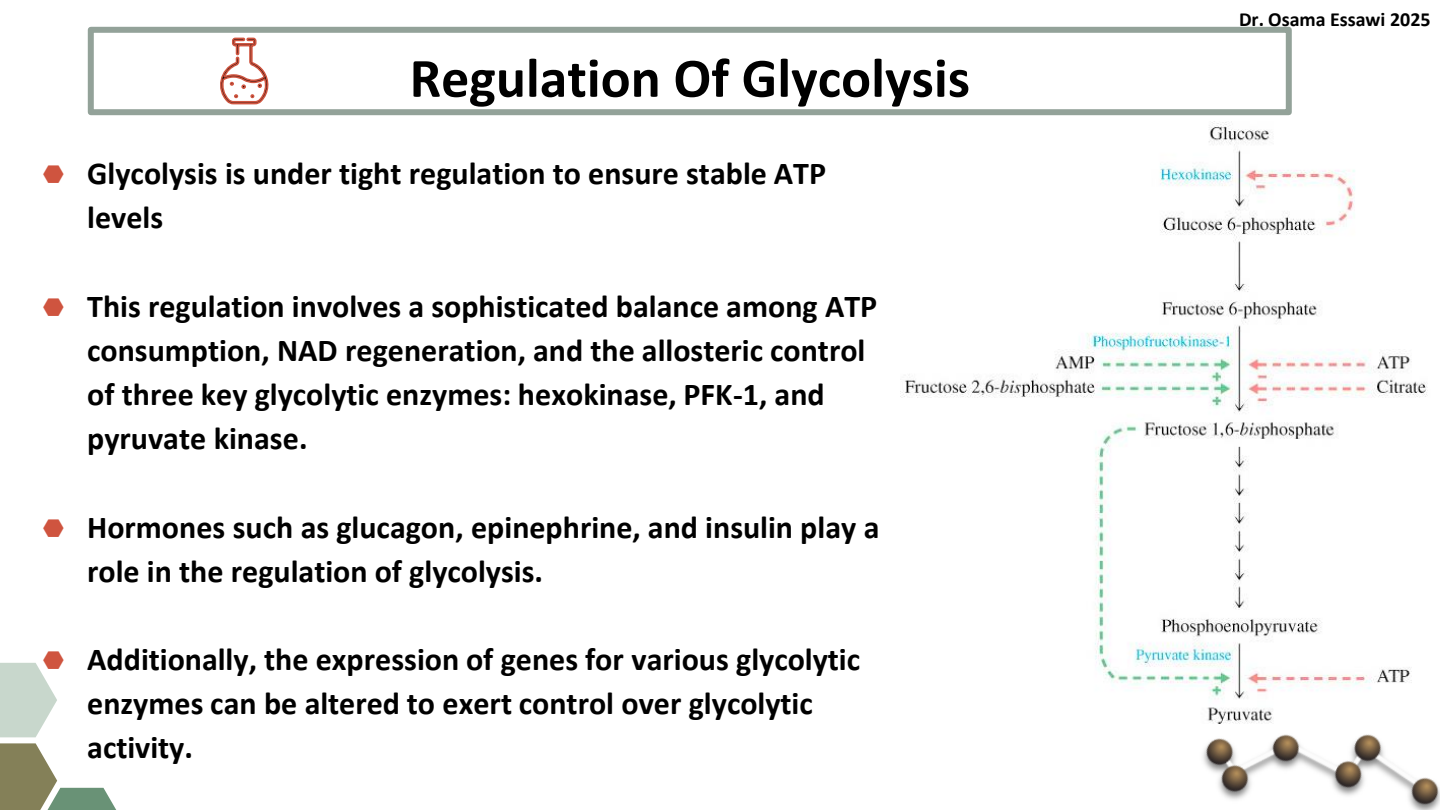 Dr. Osama Essawi 2025
Regulation Of Glycolysis
Glycolysis is under tight regulation to ensure stable ATP
levels
This regulation involves a sophisticated balance among ATP
consumption, NAD regeneration, and the allosteric control
of three key glycolytic enzymes: hexokinase, PFK-1, and
pyruvate kinase.
Hormones such as glucagon, epinephrine, and insulin play a
role in the regulation of glycolysis.
Additionally, the expression of genes for various glycolytic
enzymes can be altered to exert control over glycolytic
activity.
Glucose
Hexokinase
–
Glucose 6-phosphate
Fructose 6-phosphate
Phosphofructokinase-1
AMP + – ATP
Fructose 2,6-bisphosphate + – Citrate
Fructose 1,6-bisphosphate
Phosphoenolpyruvate
Pyruvate kinase
+ – ATP
Pyruvate